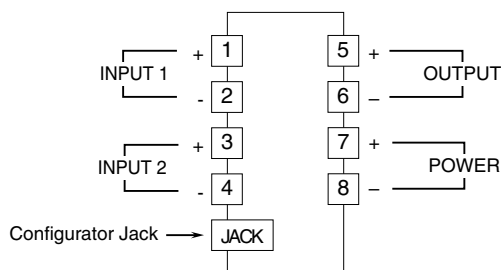 + 1 5 +
INPUT 1 OUTPUT
- 2 6 –
+ 3 7 +
INPUT 2 POWER
- 4 8 –
Configurator Jack JACK